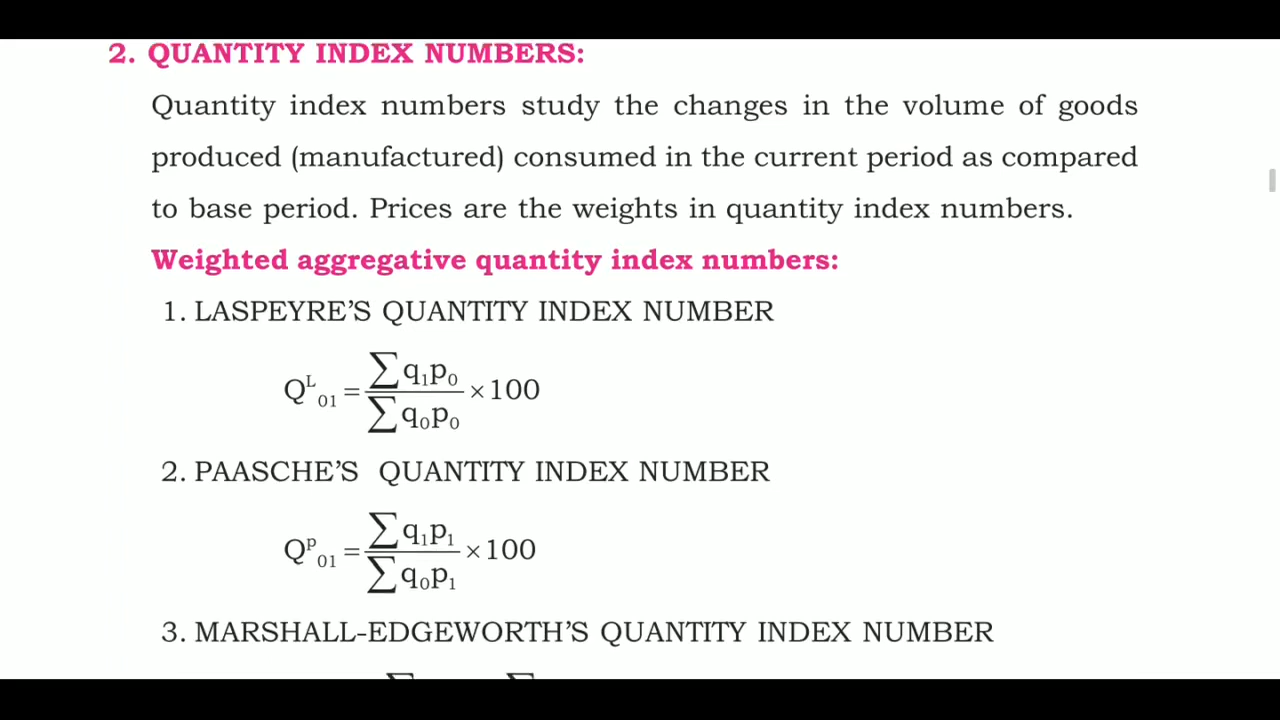 2. QUANTITY INDEX NUMBERS:
Quantity index numbers study the changes in the volume of goods
produced (manufactured) consumed in the current period as compared
to base period. Prices are the weights in quantity index numbers.
Weighted aggregative quantity index numbers:
1. LASPEYRE'S QUANTITY INDEX NUMBER
Q^L_01 = ∑q₁p₀ / ∑q₀p₀ × 100
2. PAASCHE'S QUANTITY INDEX NUMBER
Q^P_01 = ∑q₁p₁ / ∑q₀p₁ × 100
3. MARSHALL-EDGEWORTH'S QUANTITY INDEX NUMBER